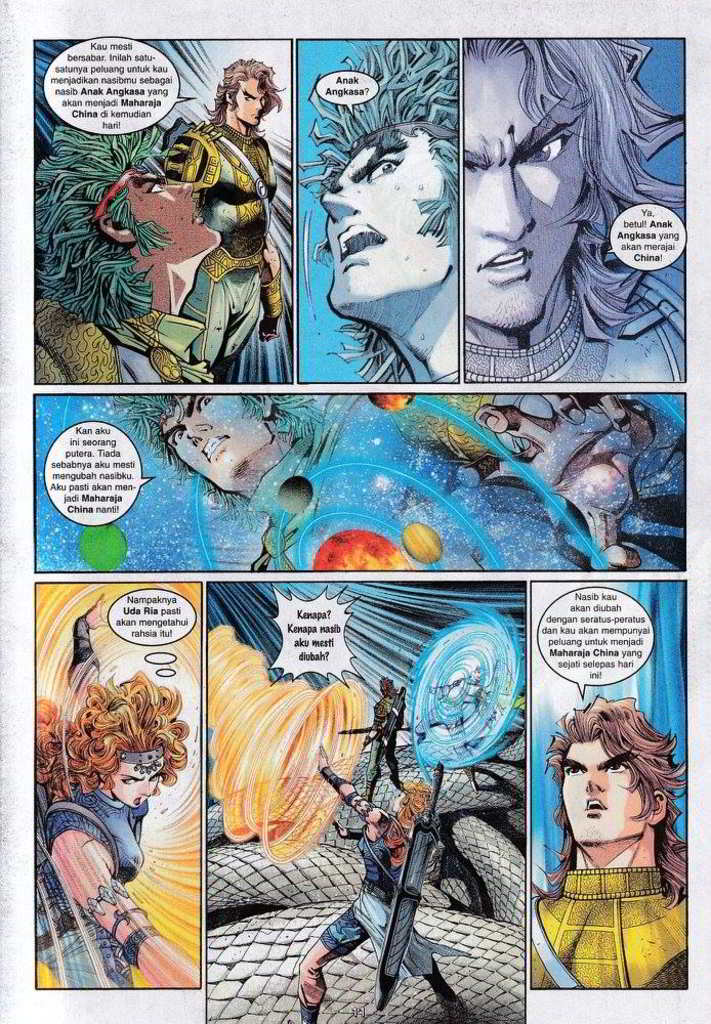 Kau mesti
bersabar. Inilah satu-
satunya peluang untuk kau
menjadikan nasibmu sebagai
nasib Anak Angkasa yang
akan menjadi Maharaja
China di kemudian
hari!
Anak
Angkasa?
Ya,
betul! Anak
Angkasa yang
akan merajai
China!
Kan aku
ini seorang
putera. Tiada
sebabnya aku mesti
mengubah nasibku.
Aku pasti akan men-
jadi Maharaja
China nanti!
Nampaknya
Uda Ria pasti
akan mengetahui
rahsia itu!
Kenapa?
Kenapa nasib
aku mesti
diubah?
Nasib kau
akan diubah
dengan seratus-peratus
dan kau akan mempunyai
peluang untuk menjadi
Maharaja China yang
sejati selepas hari
ini!